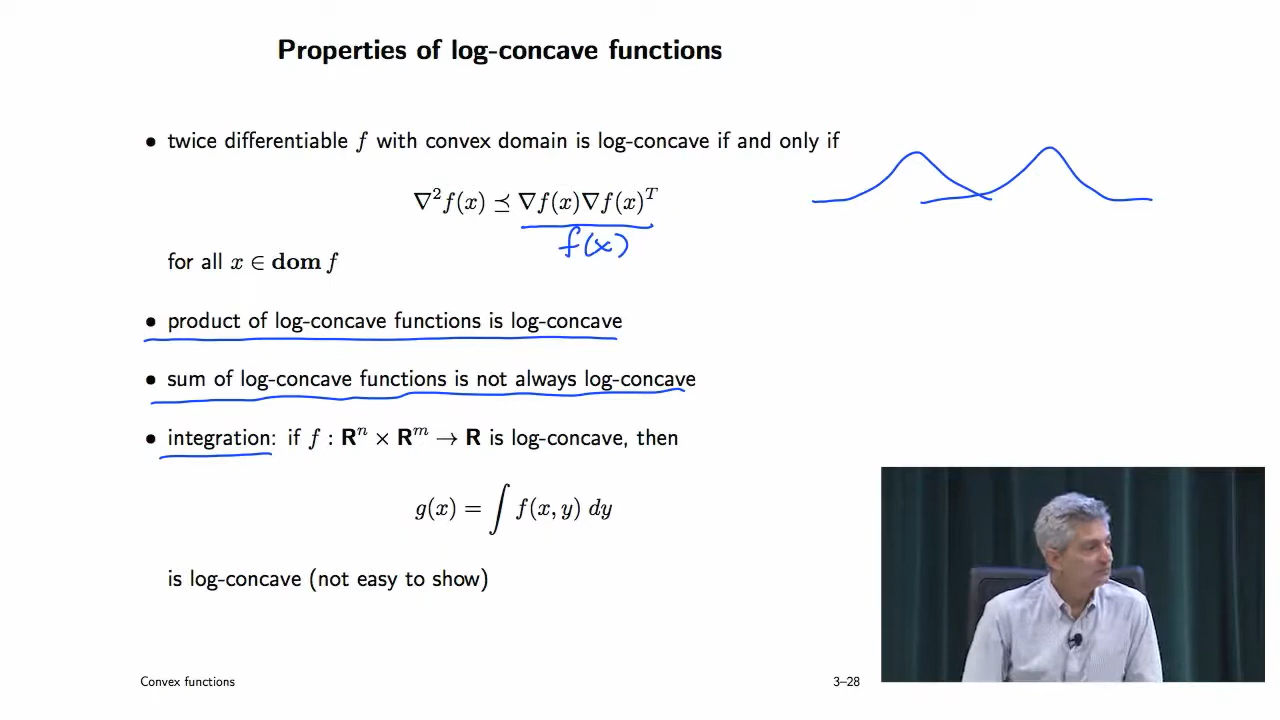 Properties of log-concave functions
• twice differentiable f with convex domain is log-concave if and only if
∇²f(x) ⪯ ∇f(x)∇f(x)ᵀ
f(x)
for all x ∈ dom f
• product of log-concave functions is log-concave
• sum of log-concave functions is not always log-concave
• integration: if f : Rⁿ × Rᵐ → R is log-concave, then
g(x) = ∫ f(x, y) dy
is log-concave (not easy to show)
Convex functions 3–28